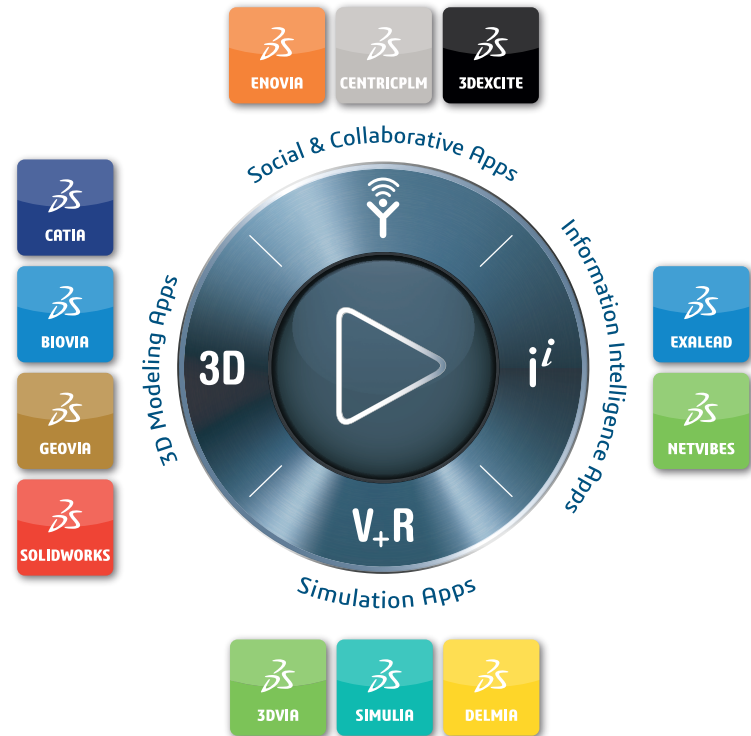 ENOVIA
CENTRICPLM
3DEXCITE
Social & Collaborative Apps
CATIA
BIOVIA
GEOVIA
SOLIDWORKS
3D Modeling Apps
3D
i i
Information Intelligence Apps
EXALEAD
NETVIBES
V+R
Simulation Apps
3DVIA
SIMULIA
DELMIA